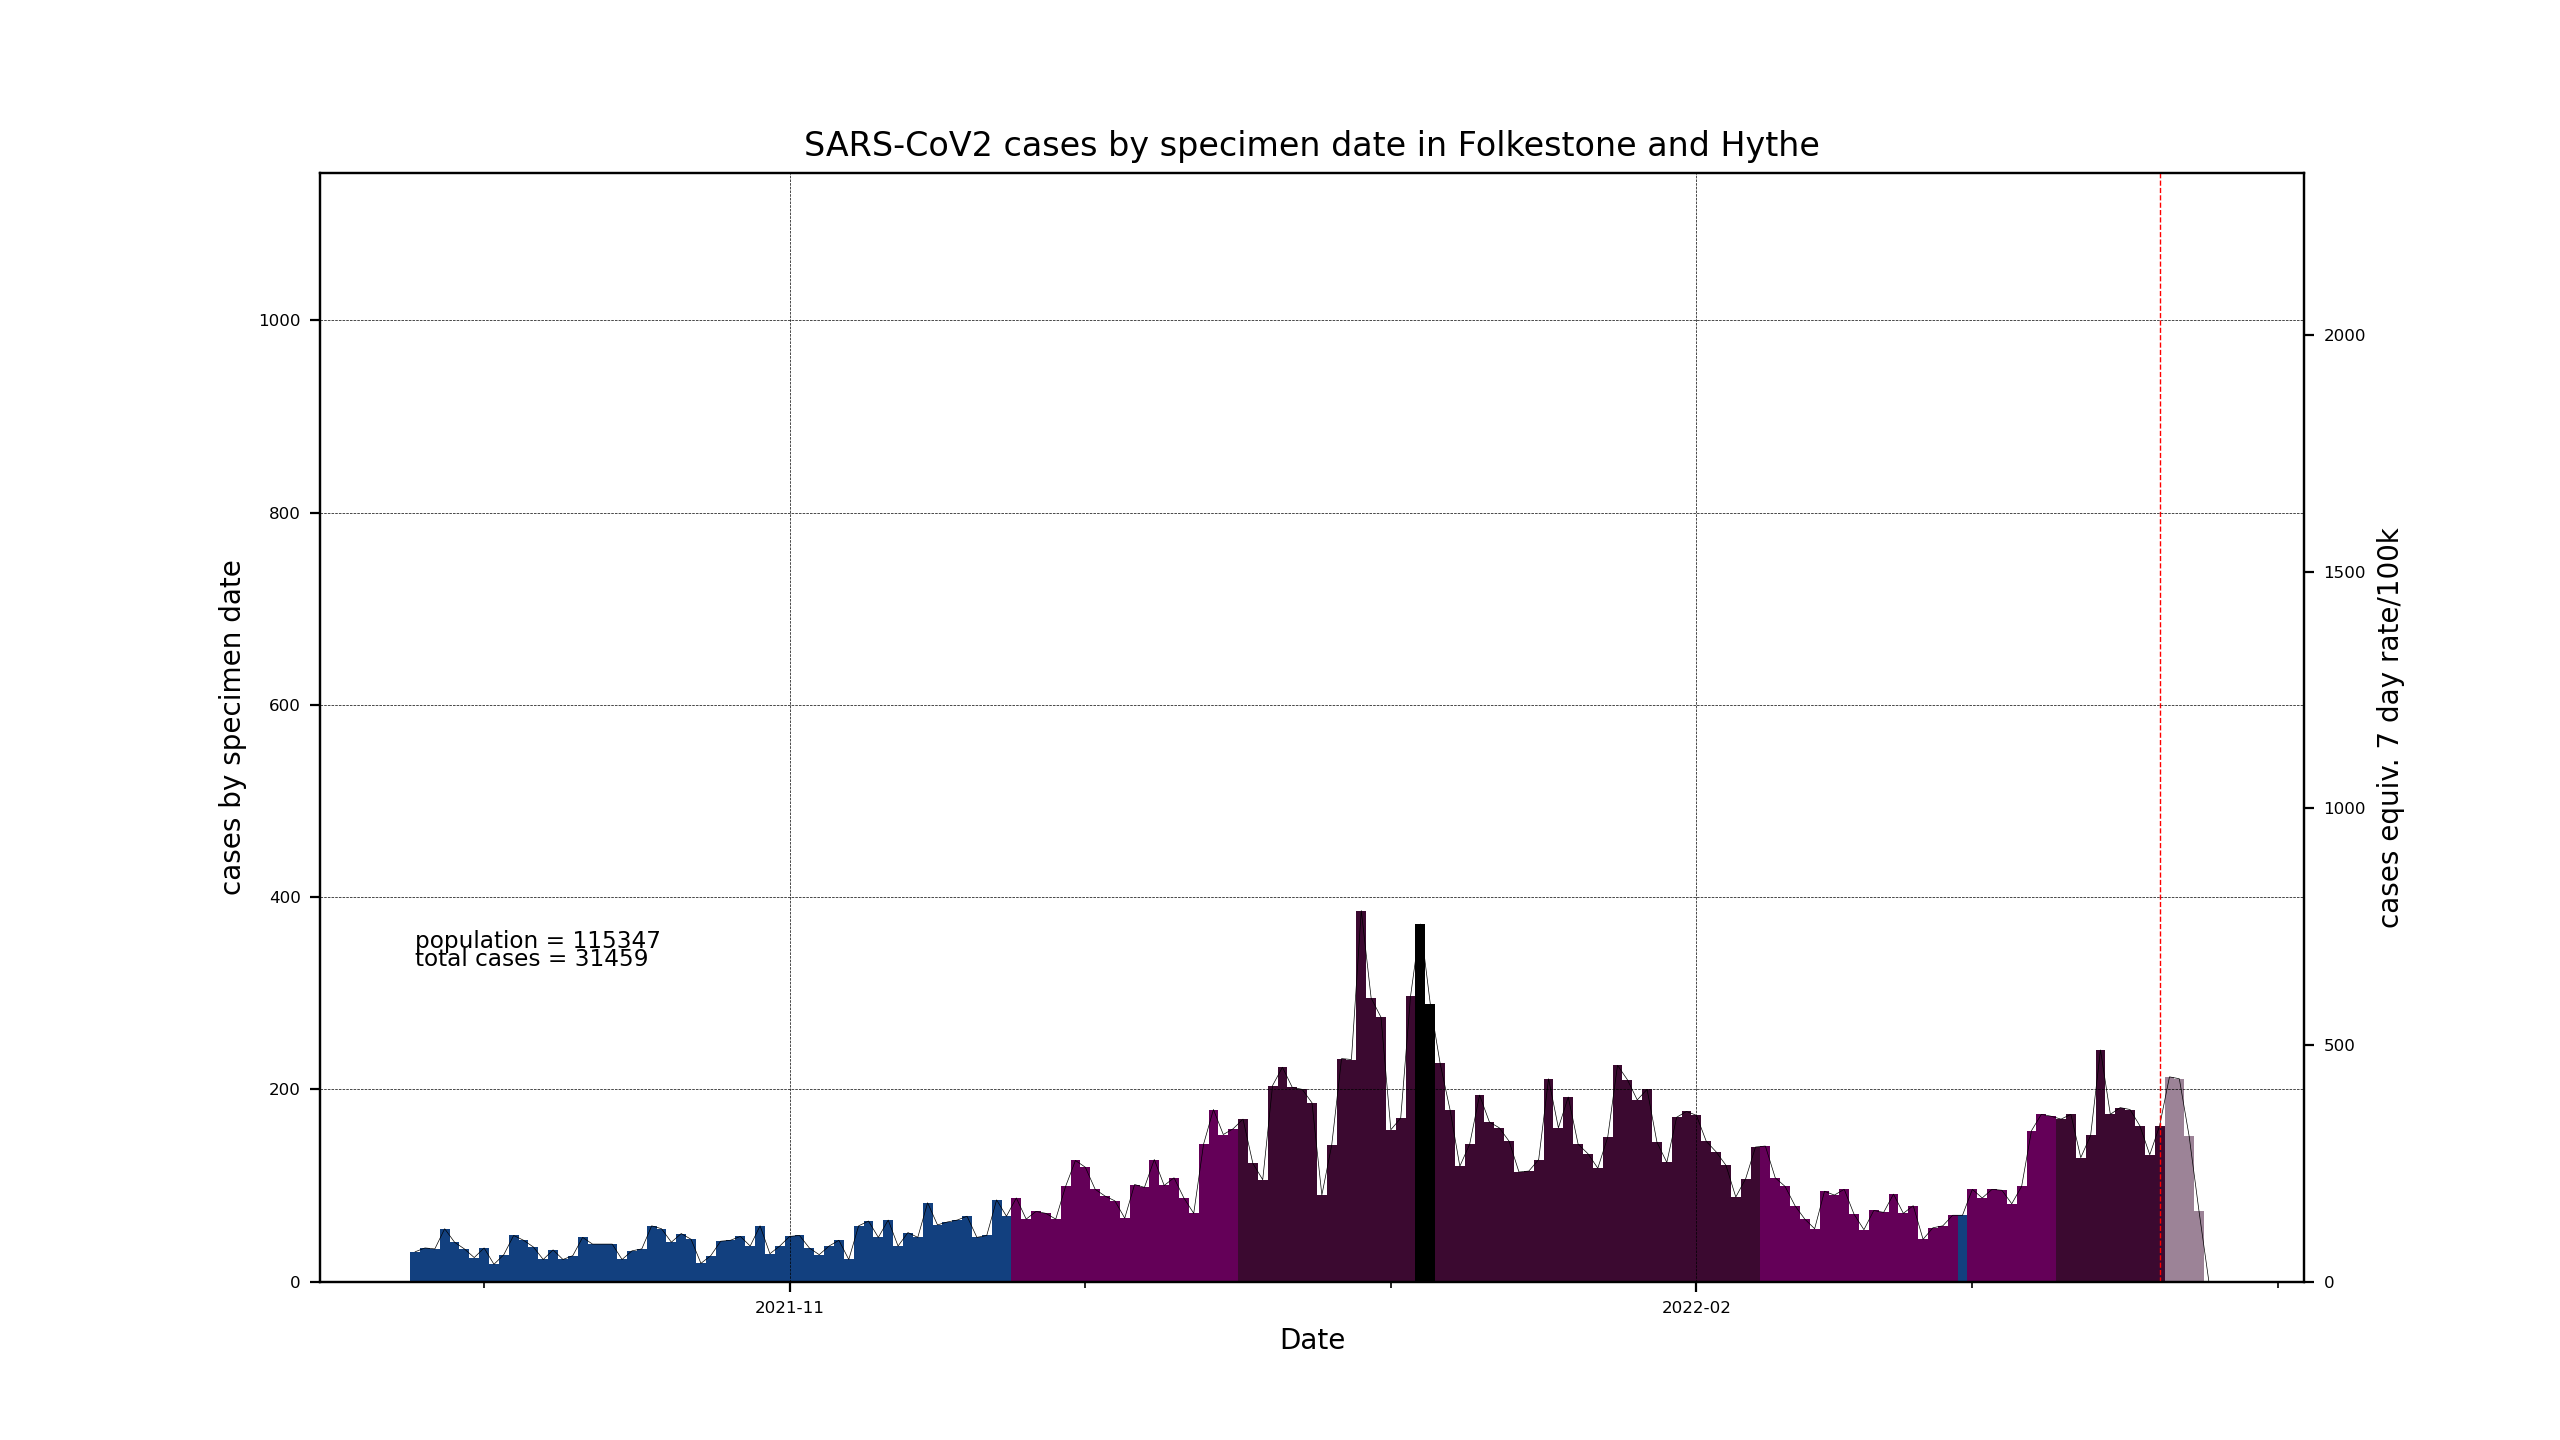 SARS-CoV2 cases by specimen date in Folkestone and Hythe
cases by specimen date
1000
800
600
400
200
0
population = 115347
total cases = 31459
2000
1500
1000
500
0
cases equiv. 7 day rate/100k
2021-11
2022-02
Date